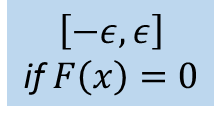 [−ϵ, ϵ]
if F(x) = 0